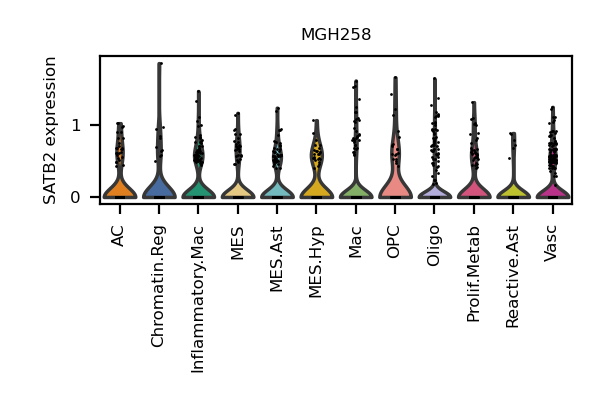 MGH258
SATB2 expression
1
0
AC
Chromatin.Reg
Inflammatory.Mac
MES
MES.Ast
MES.Hyp
Mac
OPC
Oligo
Prolif.Metab
Reactive.Ast
Vasc